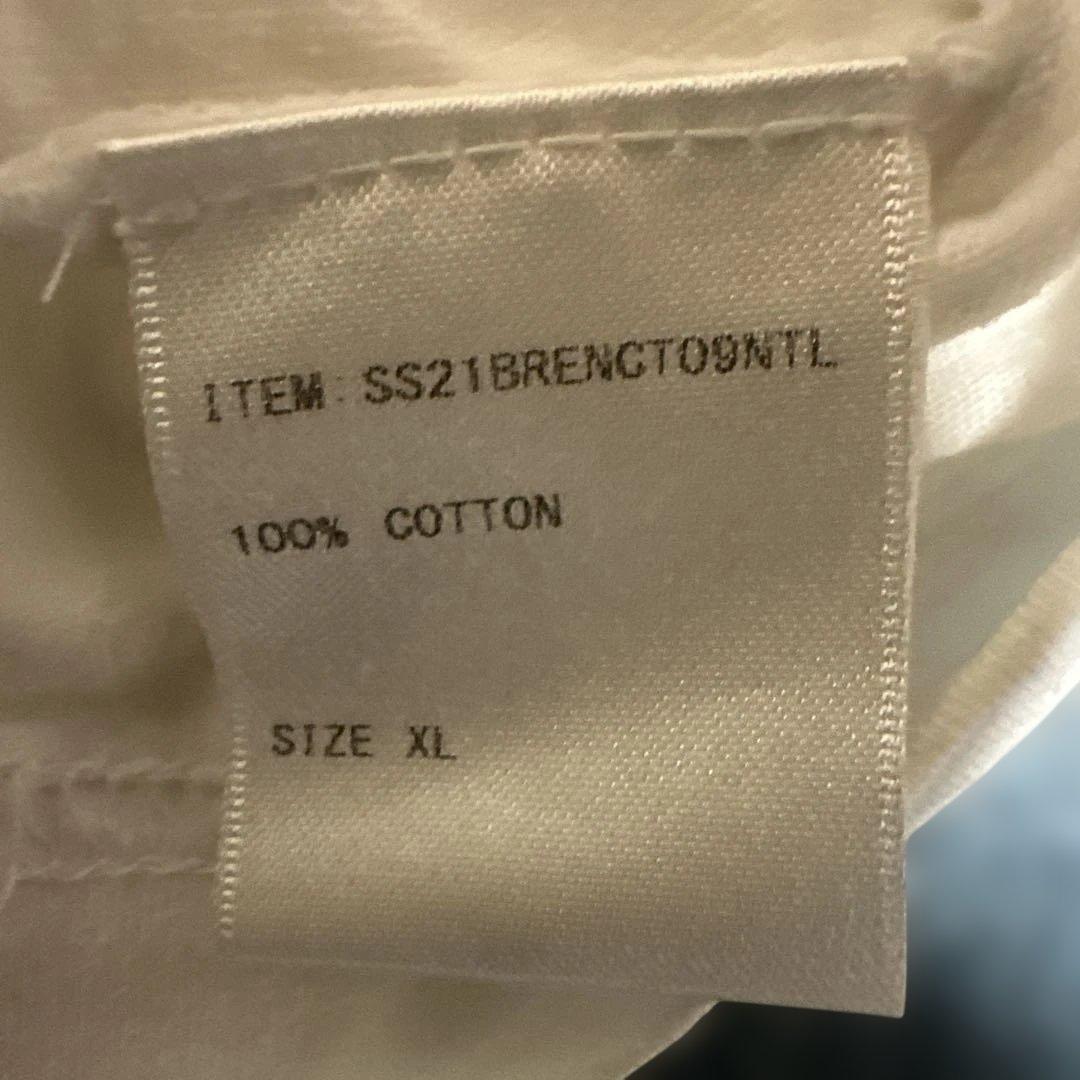 ITEM: SS21BRENCT09NTL
100% COTTON
SIZE XL